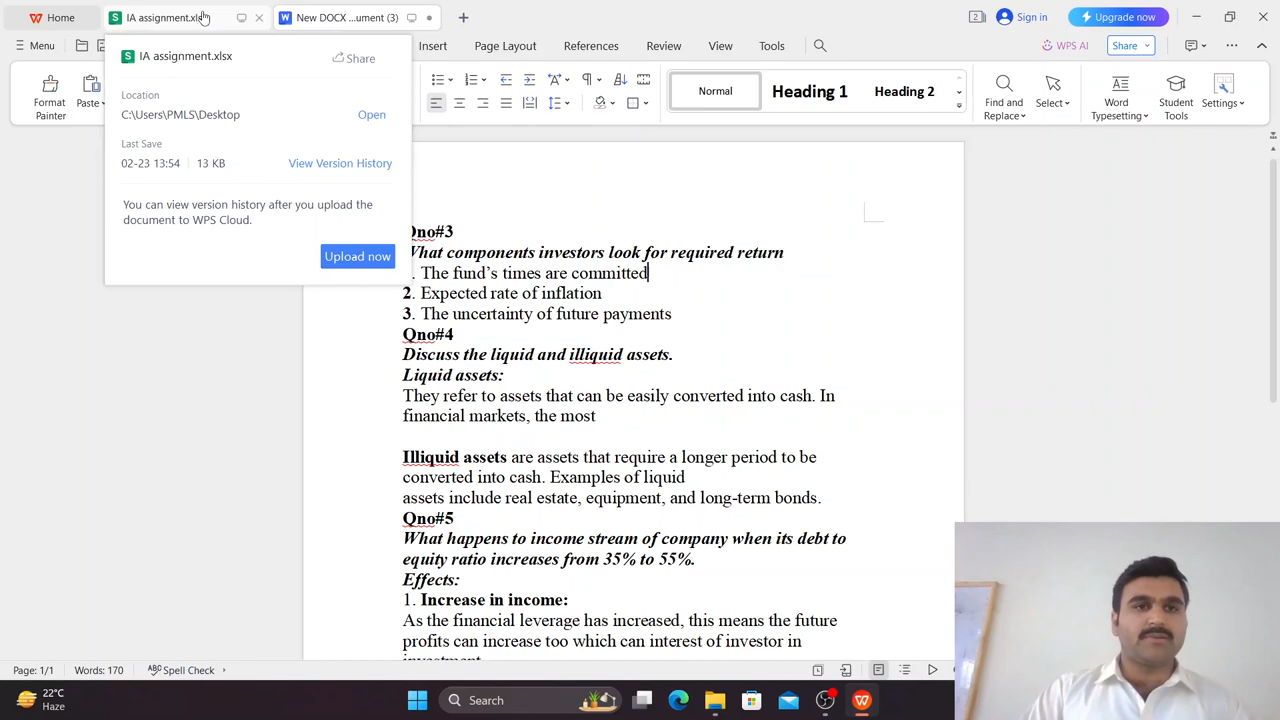 Home
IA assignment.xls
New DOCX ...ument (3)
2
Sign in
Upgrade now
Menu
Insert
Page Layout
References
Review
View
Tools
WPS AI
Share
IA assignment.xlsx
Share
Location
C:\Users\PMLS\Desktop
Open
Last Save
02-23 13:54
13 KB
View Version History
You can view version history after you upload the
document to WPS Cloud.
Upload now
Format
Painter
Paste
Normal
Heading 1
Heading 2
Find and
Replace
Select
Word
Typesetting
Student
Tools
Settings
Qno#3
What components investors look for required return
. The fund’s times are committed
2. Expected rate of inflation
3. The uncertainty of future payments
Qno#4
Discuss the liquid and illiquid assets.
Liquid assets:
They refer to assets that can be easily converted into cash. In
financial markets, the most
Illiquid assets are assets that require a longer period to be
converted into cash. Examples of liquid
assets include real estate, equipment, and long-term bonds.
Qno#5
What happens to income stream of company when its debt to
equity ratio increases from 35% to 55%.
Effects:
1. Increase in income:
As the financial leverage has increased, this means the future
profits can increase too which can interest of investor in
investment
Page: 1/1
Words: 170
Spell Check
22°C
Haze
Search